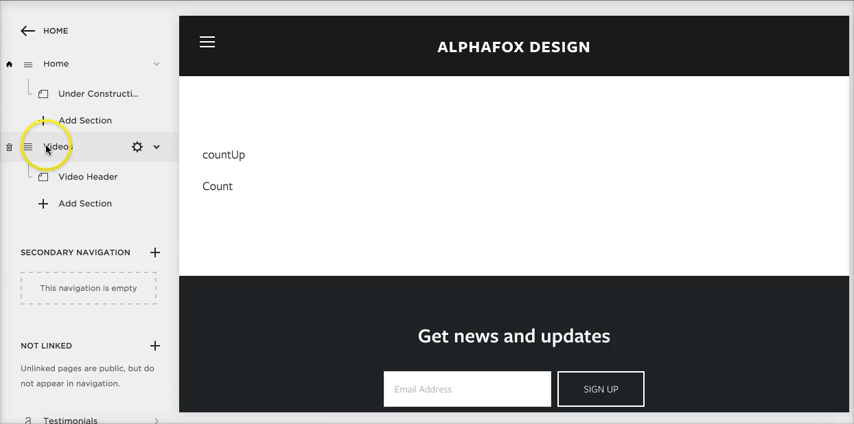 HOME
Home
Under Constructi...
Add Section
Videos
Video Header
Add Section
SECONDARY NAVIGATION
This navigation is empty
NOT LINKED
Unlinked pages are public, but do
not appear in navigation.
Testimonials
ALPHAFOX DESIGN
countUp
Count
Get news and updates
Email Address
SIGN UP